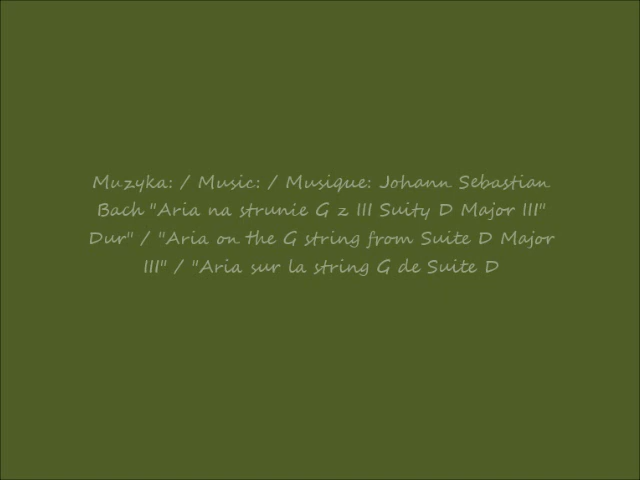 Muzyka: / Music: / Musique: Johann Sebastian
Bach "Aria na strunie G z III Suity D Major III"
Dur" / "Aria on the G string from Suite D Major
III" / "Aria sur la string G de Suite D